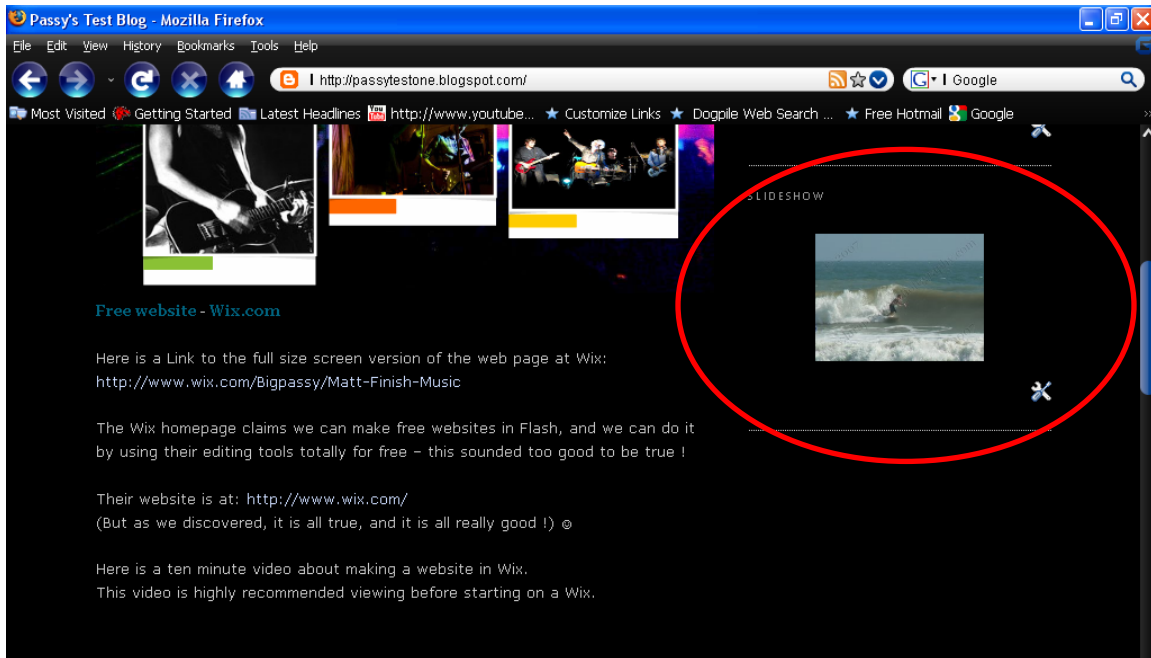 Passy's Test Blog - Mozilla Firefox
File Edit View History Bookmarks Tools Help
http://passytestone.blogspot.com/ Google
Most Visited Getting Started Latest Headlines http://www.youtube... Customize Links Dogpile Web Search ... Free Hotmail Google
SLIDESHOW
Free website - Wix.com
Here is a Link to the full size screen version of the web page at Wix:
http://www.wix.com/Bigpassy/Matt-Finish-Music
The Wix homepage claims we can make free websites in Flash, and we can do it
by using their editing tools totally for free – this sounded too good to be true !
Their website is at: http://www.wix.com/
(But as we discovered, it is all true, and it is all really good !) ☺
Here is a ten minute video about making a website in Wix.
This video is highly recommended viewing before starting on a Wix.